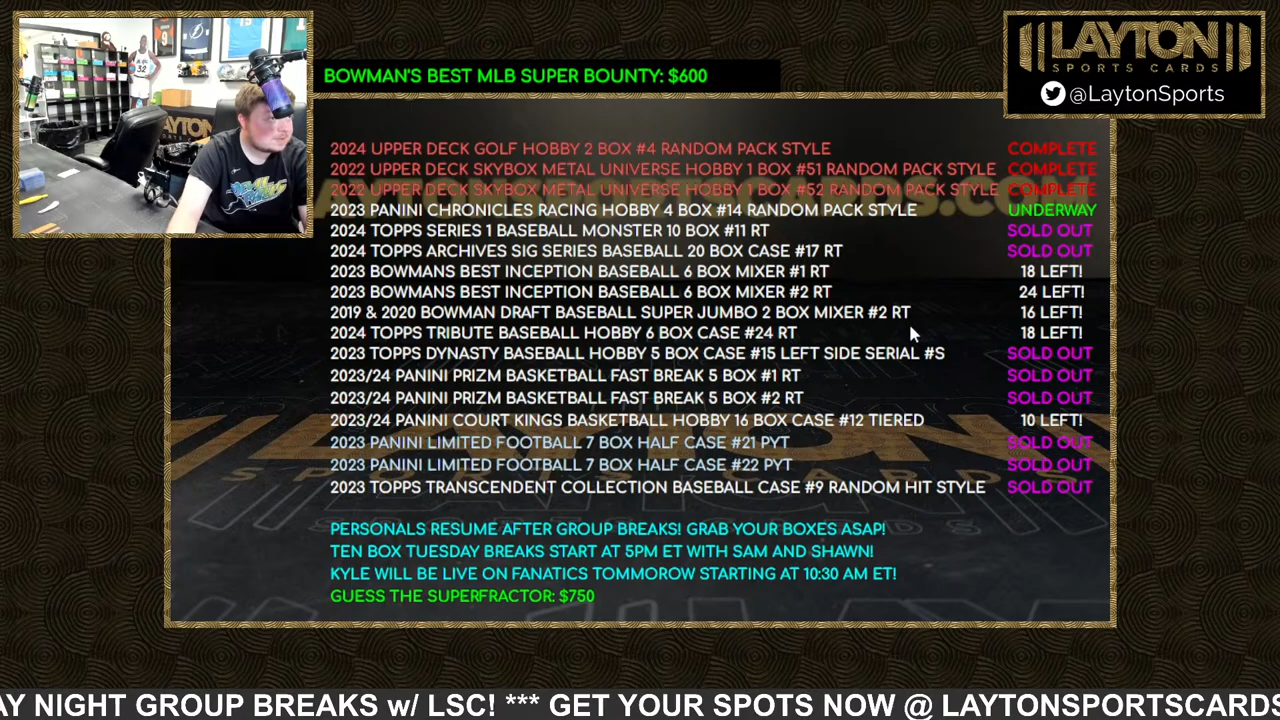 BOWMAN'S BEST MLB SUPER BOUNTY: $600
LAYTON
SPORTS CARDS
@LaytonSports
2024 UPPER DECK GOLF HOBBY 2 BOX #4 RANDOM PACK STYLE COMPLETE
2022 UPPER DECK SKYBOX METAL UNIVERSE HOBBY 1 BOX #51 RANDOM PACK STYLE COMPLETE
2022 UPPER DECK SKYBOX METAL UNIVERSE HOBBY 1 BOX #52 RANDOM PACK STYLE COMPLETE
2023 PANINI CHRONICLES RACING HOBBY 4 BOX #14 RANDOM PACK STYLE UNDERWAY
2024 TOPPS SERIES 1 BASEBALL MONSTER 10 BOX #11 RT SOLD OUT
2024 TOPPS ARCHIVES SIG SERIES BASEBALL 20 BOX CASE #17 RT SOLD OUT
2023 BOWMANS BEST INCEPTION BASEBALL 6 BOX MIXER #1 RT 18 LEFT!
2023 BOWMANS BEST INCEPTION BASEBALL 6 BOX MIXER #2 RT 24 LEFT!
2019 & 2020 BOWMAN DRAFT BASEBALL SUPER JUMBO 2 BOX MIXER #2 RT 16 LEFT!
2024 TOPPS TRIBUTE BASEBALL HOBBY 6 BOX CASE #24 RT 18 LEFT!
2023 TOPPS DYNASTY BASEBALL HOBBY 5 BOX CASE #15 LEFT SIDE SERIAL #S SOLD OUT
2023/24 PANINI PRIZM BASKETBALL FAST BREAK 5 BOX #1 RT SOLD OUT
2023/24 PANINI PRIZM BASKETBALL FAST BREAK 5 BOX #2 RT SOLD OUT
2023/24 PANINI COURT KINGS BASKETBALL HOBBY 16 BOX CASE #12 TIERED 10 LEFT!
2023 PANINI LIMITED FOOTBALL 7 BOX HALF CASE #21 PYT SOLD OUT
2023 PANINI LIMITED FOOTBALL 7 BOX HALF CASE #22 PYT SOLD OUT
2023 TOPPS TRANSCENDENT COLLECTION BASEBALL CASE #9 RANDOM HIT STYLE SOLD OUT
PERSONALS RESUME AFTER GROUP BREAKS! GRAB YOUR BOXES ASAP!
TEN BOX TUESDAY BREAKS START AT 5PM ET WITH SAM AND SHAWN!
KYLE WILL BE LIVE ON FANATICS TOMMOROW STARTING AT 10:30 AM ET!
GUESS THE SUPERFRACTOR: $750
AY NIGHT GROUP BREAKS w/ LSC! *** GET YOUR SPOTS NOW @ LAYTONSPORTSCARDS